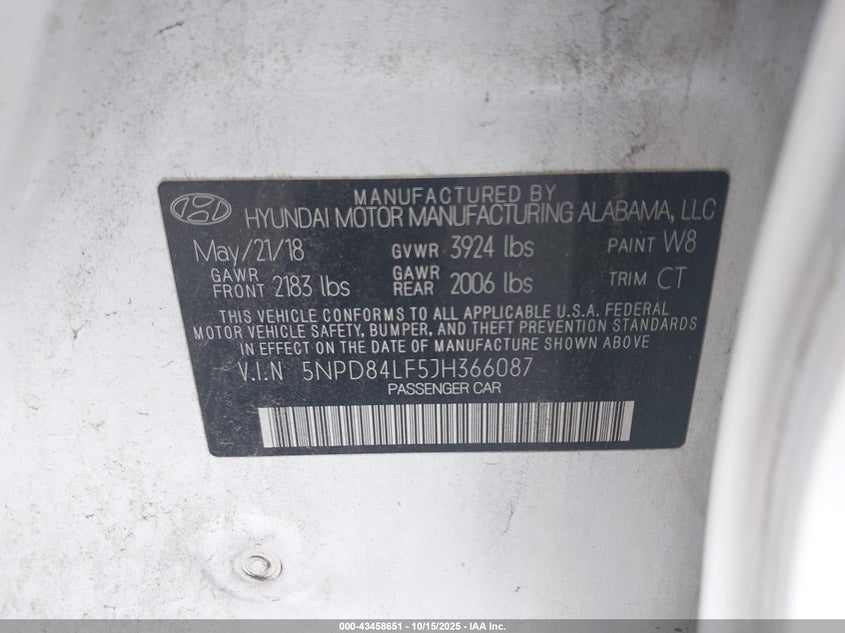 MANUFACTURED BY
HYUNDAI MOTOR MANUFACTURING ALABAMA, LLC
May/21/18 GVWR 3924 lbs PAINT W8
GAWR FRONT 2183 lbs GAWR REAR 2006 lbs TRIM CT
THIS VEHICLE CONFORMS TO ALL APPLICABLE U.S.A. FEDERAL
MOTOR VEHICLE SAFETY, BUMPER, AND THEFT PREVENTION STANDARDS
IN EFFECT ON THE DATE OF MANUFACTURE SHOWN ABOVE
V.I.N 5NPD84LF5JH366087
PASSENGER CAR
000-43458651 - 10/15/2025 - IAA Inc.